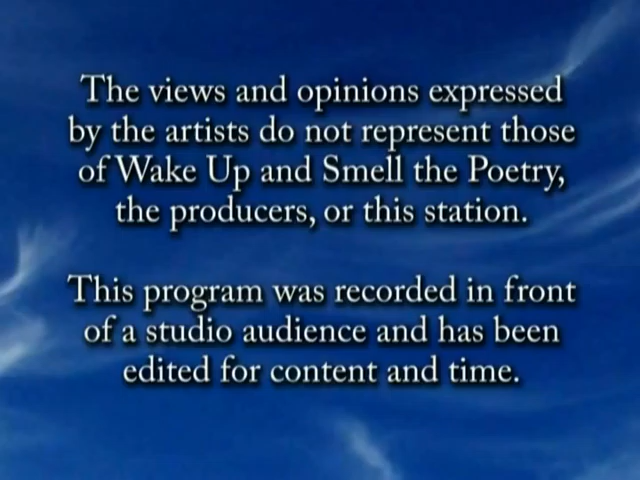 The views and opinions expressed
by the artists do not represent those
of Wake Up and Smell the Poetry,
the producers, or this station.
This program was recorded in front
of a studio audience and has been
edited for content and time.